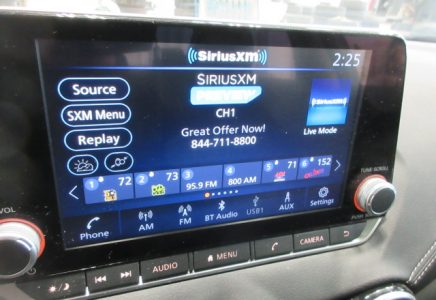 SiriusXM
2:25
Source
SIRIUSXM
PREVIEW
SiriusXM
SXM Menu
CH1
Great Offer Now!
Live Mode
Replay
844-711-8800
1 72 2 73 3 95.9 FM 4 800 AM 5 71 6 152
Phone AM FM BT Audio USB1 AUX Settings
VOL
TUNE·SCROLL
PUSH
AUDIO MENU CAMERA